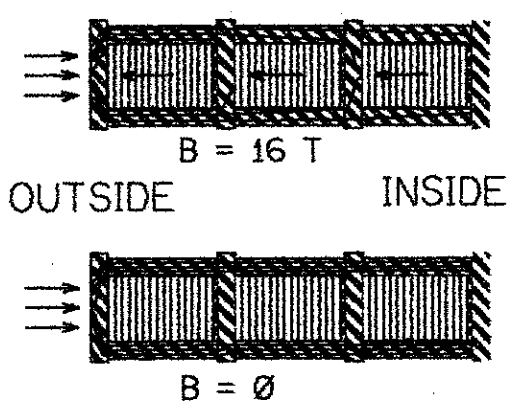 B = 16 T
OUTSIDE INSIDE
B = Ø